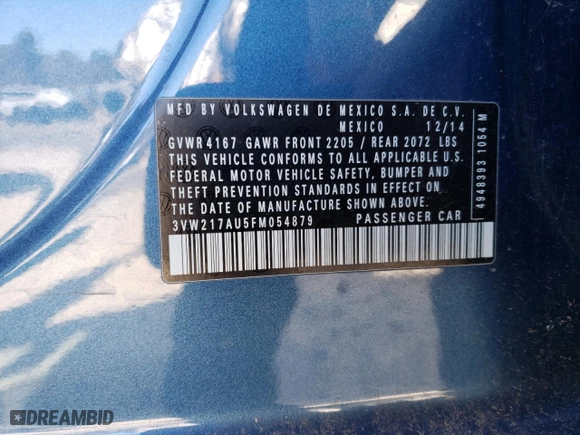 MFD BY VOLKSWAGEN DE MEXICO S.A. DE C.V.
MEXICO 12/14
GVWR 4167 GAWR FRONT 2205 / REAR 2072 LBS
THIS VEHICLE CONFORMS TO ALL APPLICABLE U.S.
FEDERAL MOTOR VEHICLE SAFETY, BUMPER AND
THEFT PREVENTION STANDARDS IN EFFECT ON
THE DATE OF MANUFACTURE SHOWN ABOVE.
3VW217AU5FM054879 PASSENGER CAR
4948393 1054 M
DREAMBID